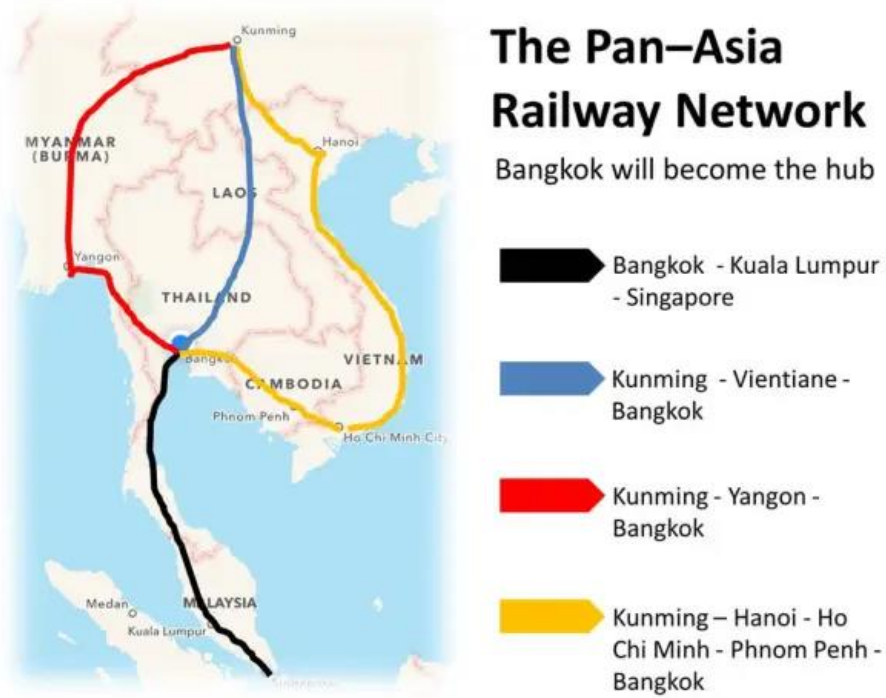 The Pan–Asia
Railway Network
Bangkok will become the hub
Bangkok - Kuala Lumpur
- Singapore
Kunming - Vientiane -
Bangkok
Kunming - Yangon -
Bangkok
Kunming – Hanoi - Ho
Chi Minh - Phnom Penh -
Bangkok
Kunming
MYANMAR
(BURMA)
Hanoi
LAOS
Yangon
THAILAND
Bangkok
VIETNAM
CAMBODIA
Phnom Penh
Ho Chi Minh City
Medan
MALAYSIA
Kuala Lumpur